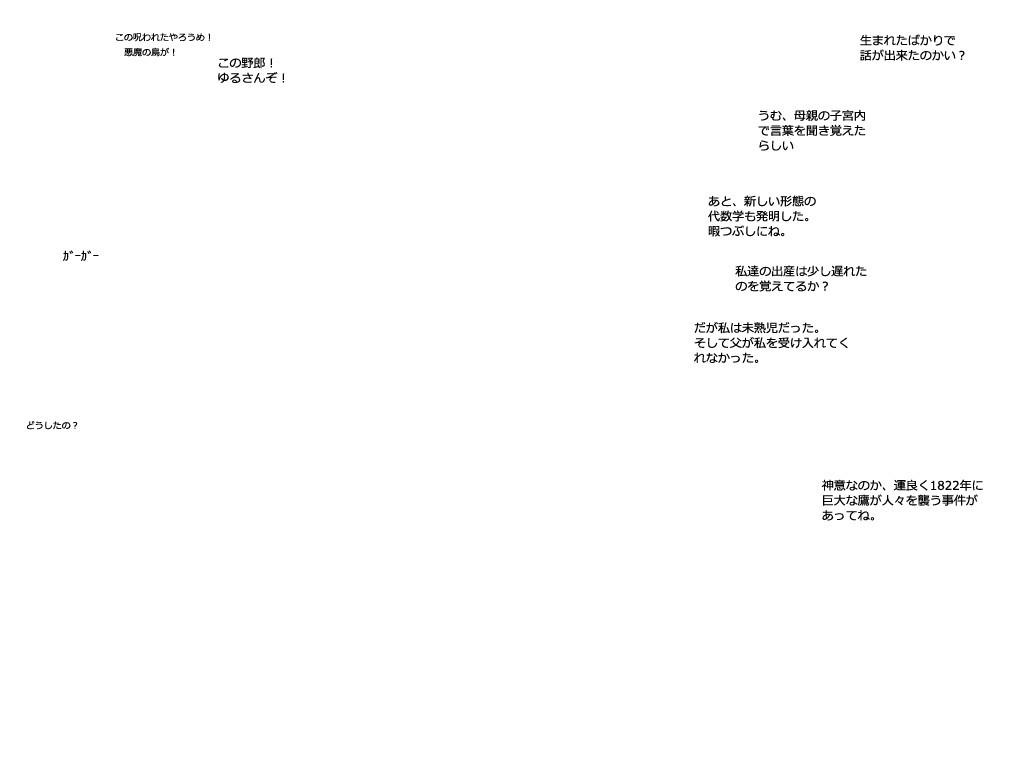 この呪われたやろうめ！
悪魔の鳥が！
この野郎！
ゆるさんぞ！
ｶﾞｰｶﾞｰ
どうしたの？
生まれたばかりで
話が出来たのかい？
うむ、母親の子宮内
で言葉を聞き覚えた
らしい
あと、新しい形態の
代数学も発明した。
暇つぶしにね。
私達の出産は少し遅れた
のを覚えてるか？
だが私は未熟児だった。
そして父が私を受け入れてく
れなかった。
神意なのか、運良く1822年に
巨大な鷹が人々を襲う事件が
あってね。